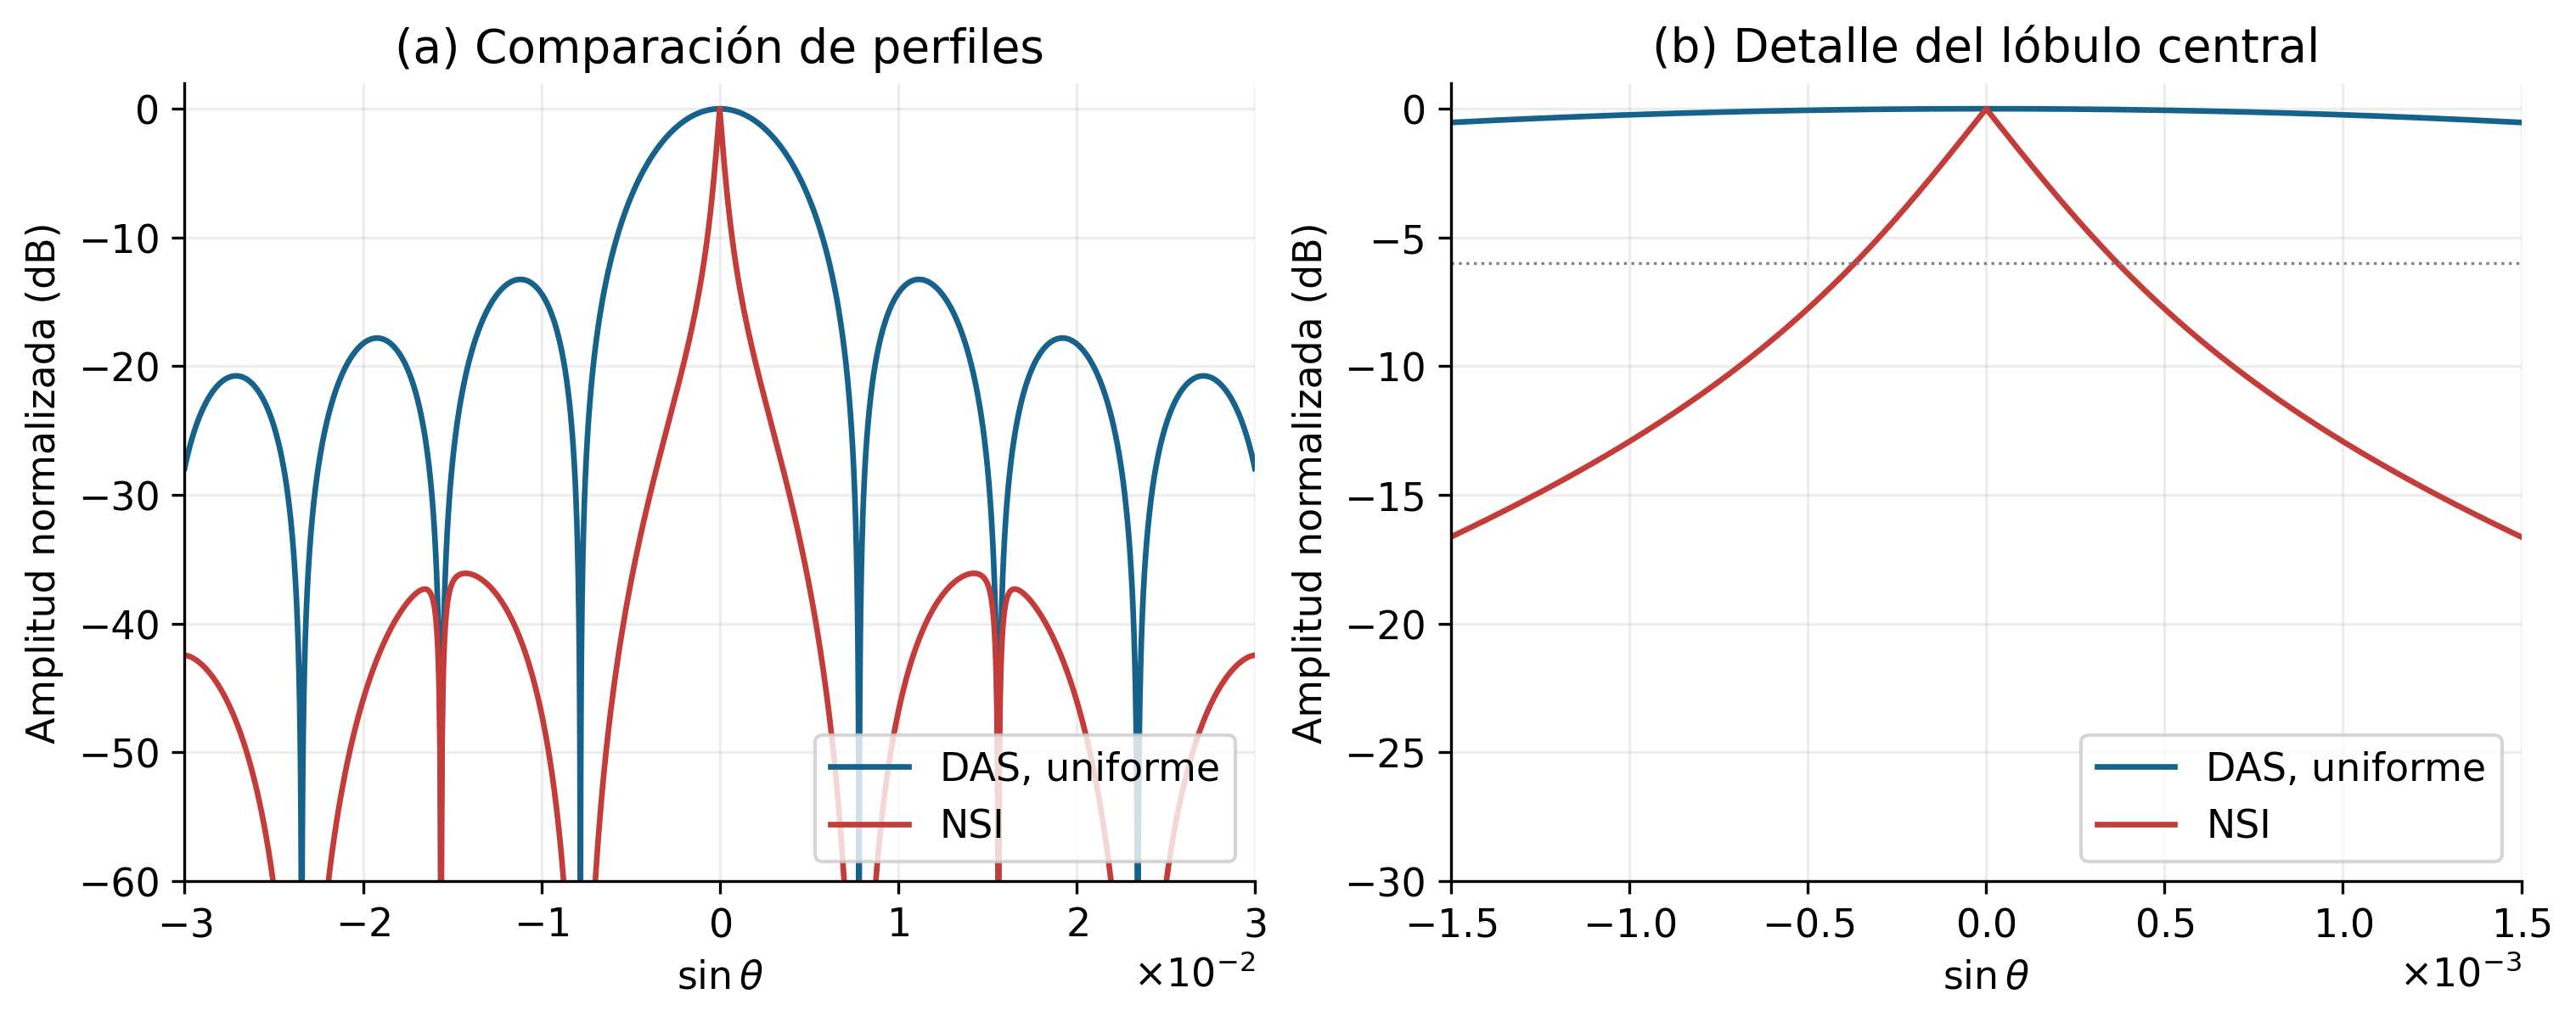 (a) Comparación de perfiles
Amplitud normalizada (dB)
0
−10
−20
−30
−40
−50
−60
−3 −2 −1 0 1 2 3
sin θ
×10⁻²
DAS, uniforme
NSI
(b) Detalle del lóbulo central
Amplitud normalizada (dB)
0
−5
−10
−15
−20
−25
−30
−1.5 −1.0 −0.5 0.0 0.5 1.0 1.5
sin θ
×10⁻³
DAS, uniforme
NSI